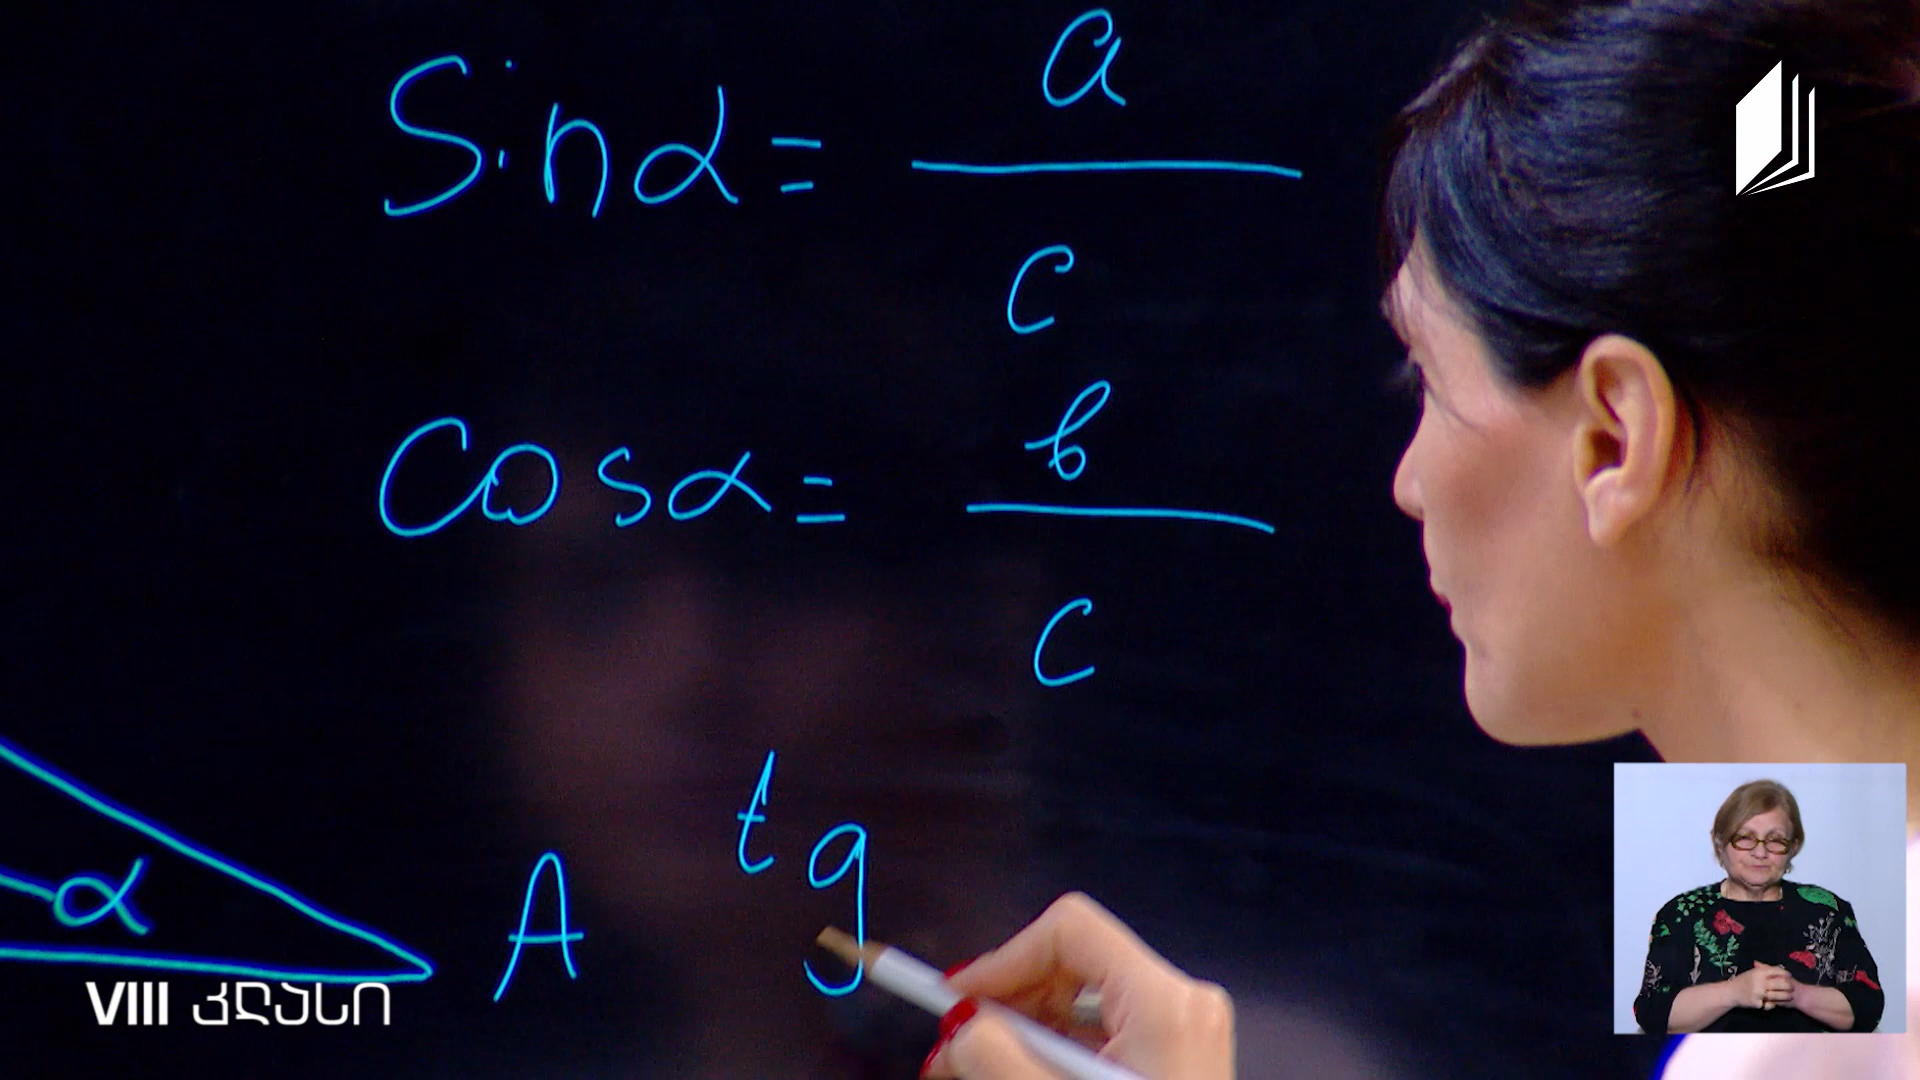 Sinα = a
c
Cosα = b
c
tg
α
A
VIII კლასი